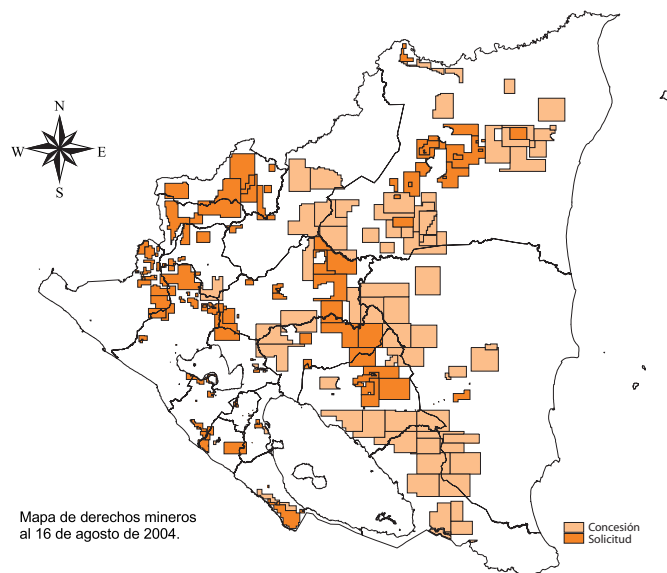 N
W E
S
Mapa de derechos mineros
al 16 de agosto de 2004.
Concesión
Solicitud